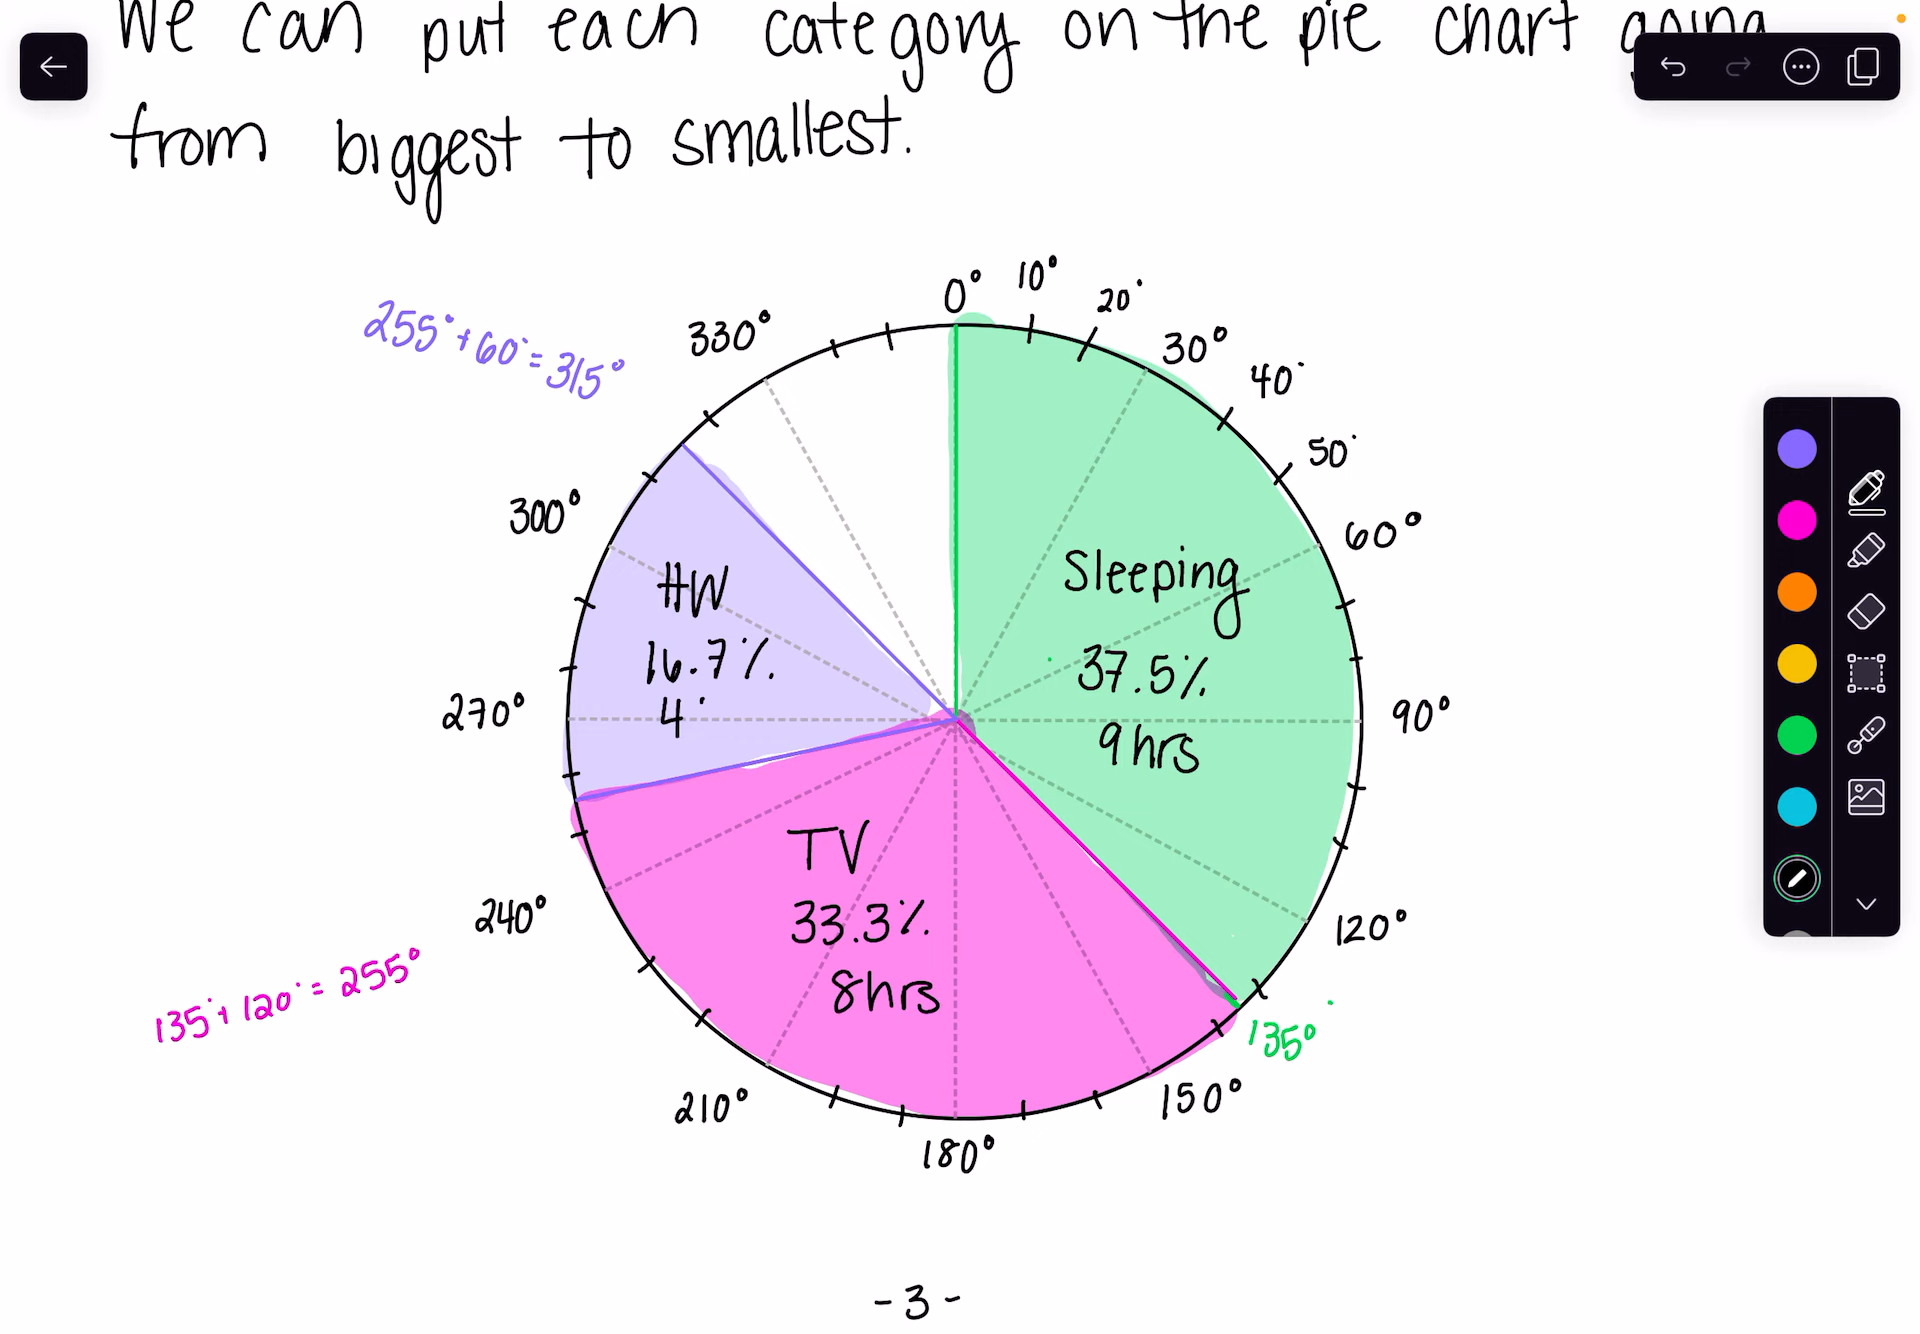 We can put each category on the pie chart going
from biggest to smallest.
0° 10° 20° 30° 40° 50° 60° 90° 120° 135° 150° 180° 210° 240° 270° 300° 330°
255° + 60° = 315°
Sleeping
37.5%
9hrs
HW
16.7%
4
TV
33.3%
8hrs
135° + 120° = 255°
-3-